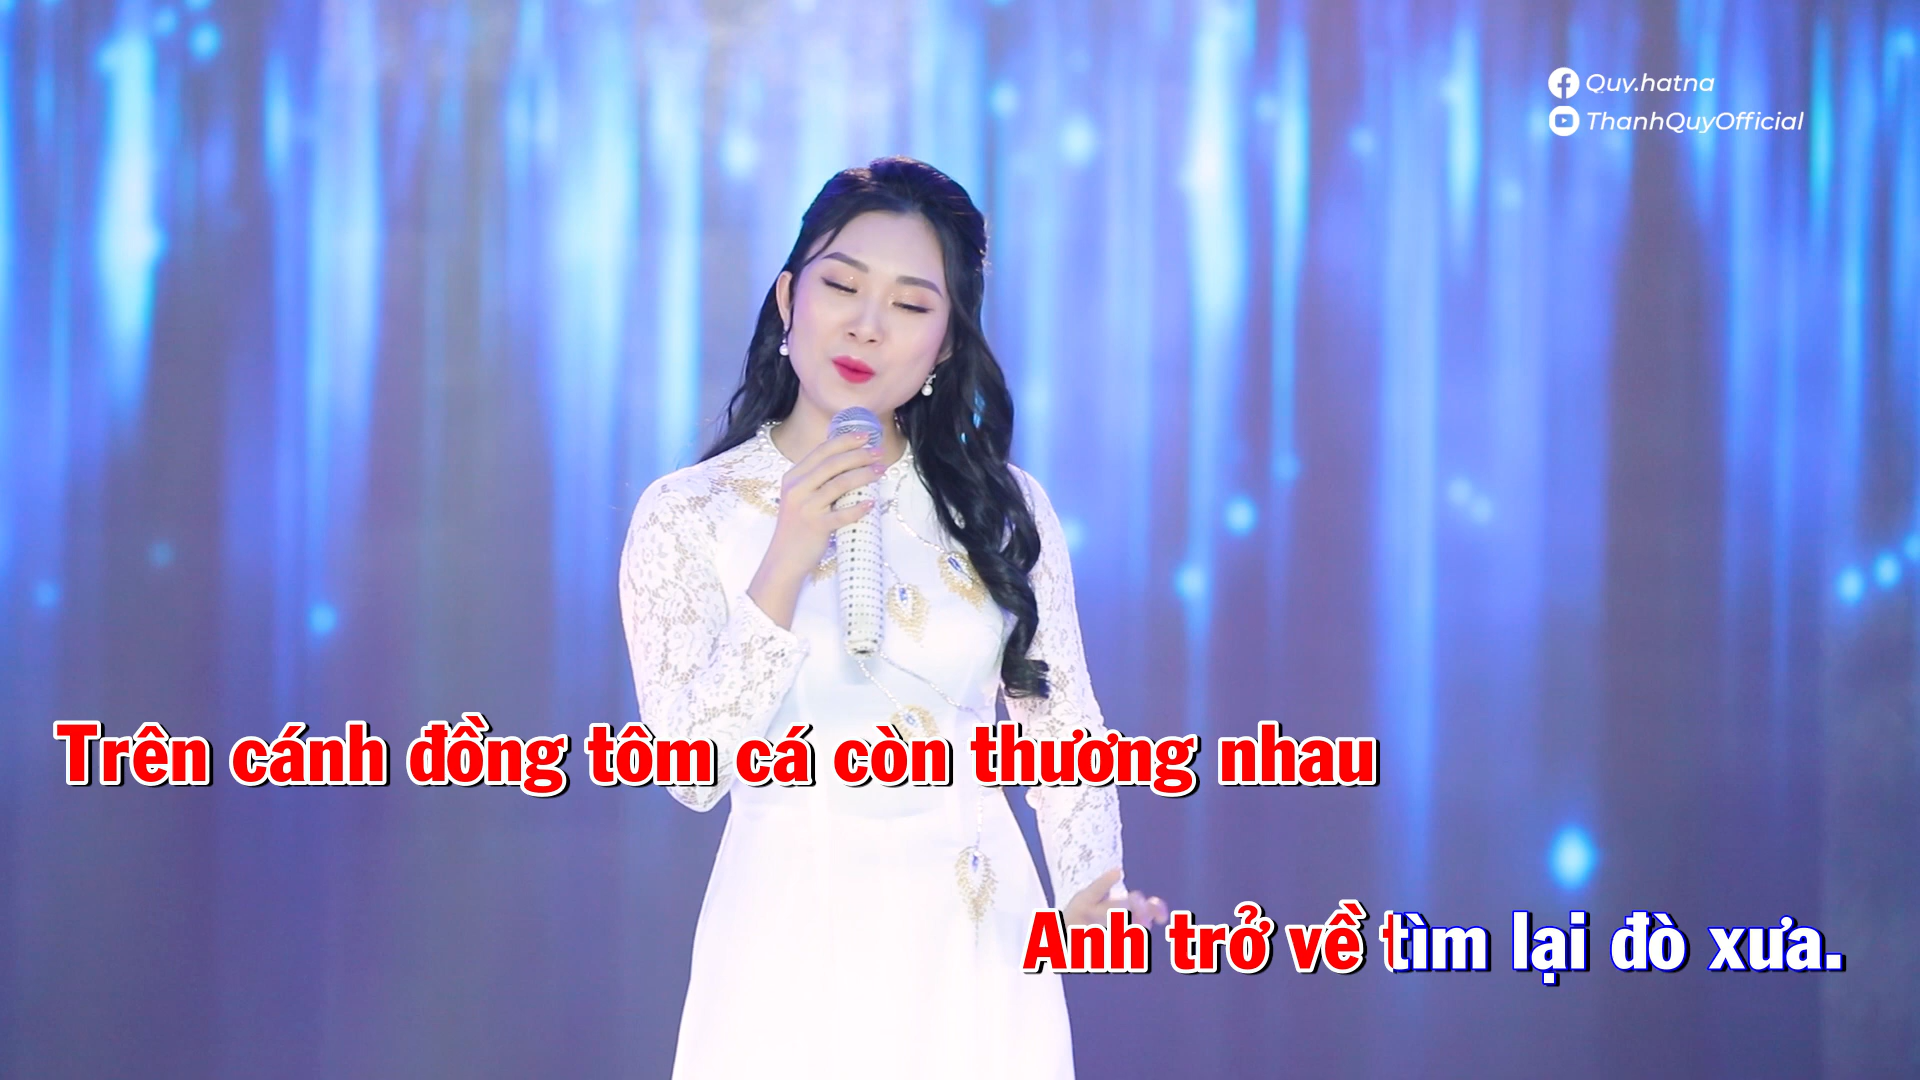 Quy.hatna
ThanhQuyOfficial
Trên cánh đồng tôm cá còn thương nhau
Anh trở về tìm lại đò xưa.